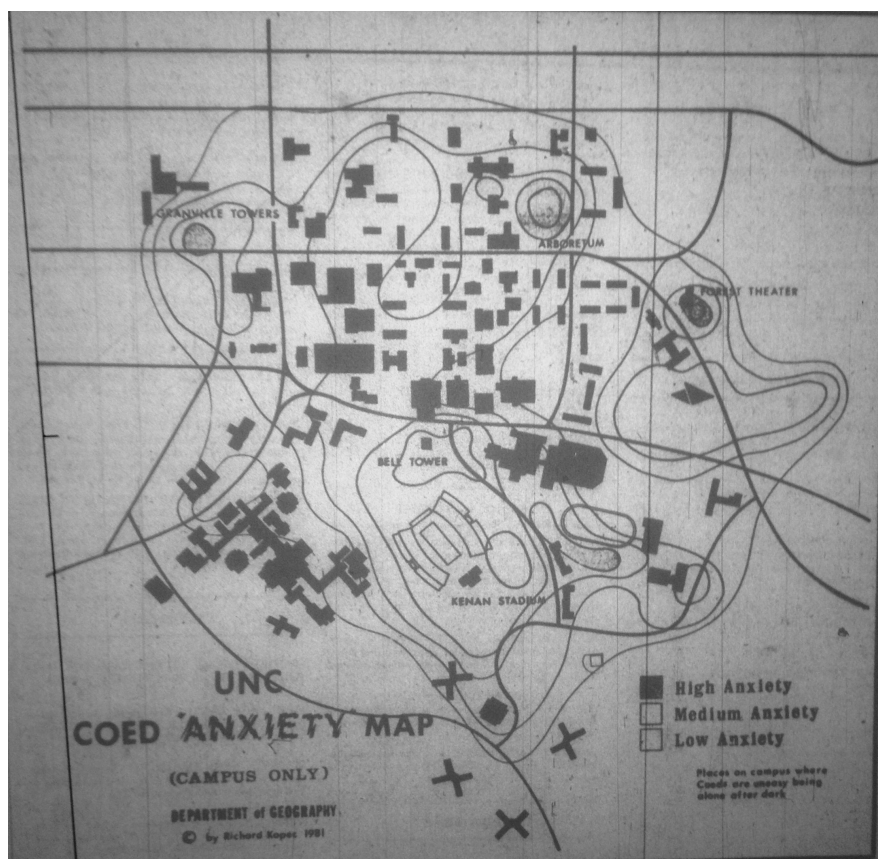 GRANVILLE TOWERS
ARBORETUM
FOREST THEATER
BELL TOWER
KENAN STADIUM
UNC
COED ANXIETY MAP
(CAMPUS ONLY)
DEPARTMENT of GEOGRAPHY
© by Richard Kopec 1981
High Anxiety
Medium Anxiety
Low Anxiety
Places on campus where
Coeds are uneasy being
alone after dark